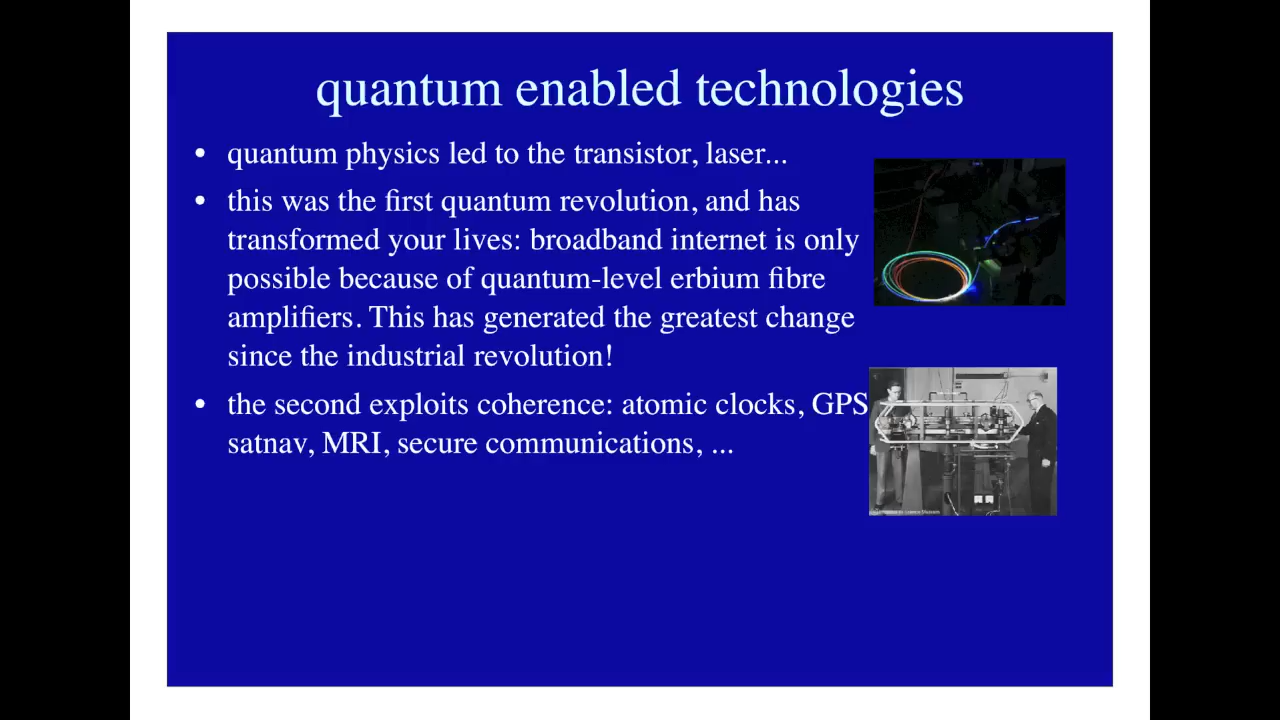 quantum enabled technologies
• quantum physics led to the transistor, laser...
• this was the first quantum revolution, and has
transformed your lives: broadband internet is only
possible because of quantum-level erbium fibre
amplifiers. This has generated the greatest change
since the industrial revolution!
• the second exploits coherence: atomic clocks, GPS
satnav, MRI, secure communications, ...